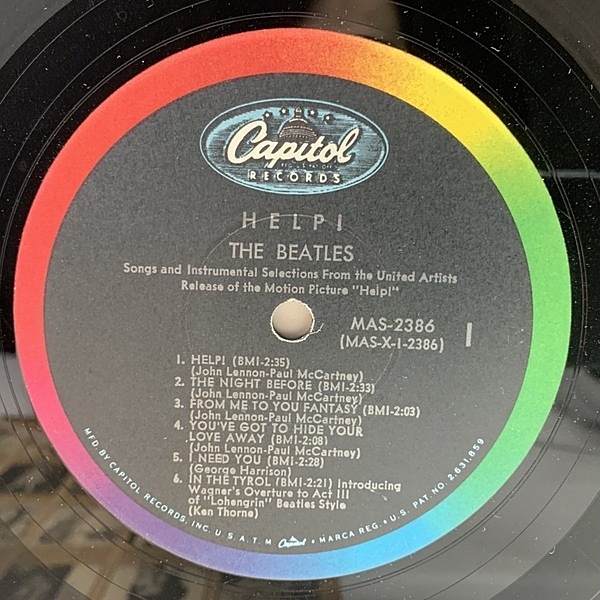 Capitol
RECORDS
HELP!
THE BEATLES
Songs and Instrumental Selections From the United Artists
Release of the Motion Picture "Help!"
MAS-2386
(MAS-X-1-2386)
1
1. HELP! (BMI-2:35)
(John Lennon-Paul McCartney)
2. THE NIGHT BEFORE (BMI-2:33)
(John Lennon-Paul McCartney)
3. FROM ME TO YOU FANTASY (BMI-2:03)
(John Lennon-Paul McCartney)
4. YOU'VE GOT TO HIDE YOUR
LOVE AWAY (BMI-2:08)
(John Lennon-Paul McCartney)
5. I NEED YOU (BMI-2:28)
(George Harrison)
6. IN THE TYROL (BMI-2:21) Introducing
Wagner's Overture to Act III
of "Lohengrin" Beatles Style
(Ken Thorne)
MFD. BY CAPITOL RECORDS, INC. U.S.A. T.M. Capitol • MARCA REG. • U.S. PAT. NO. 2,631,859